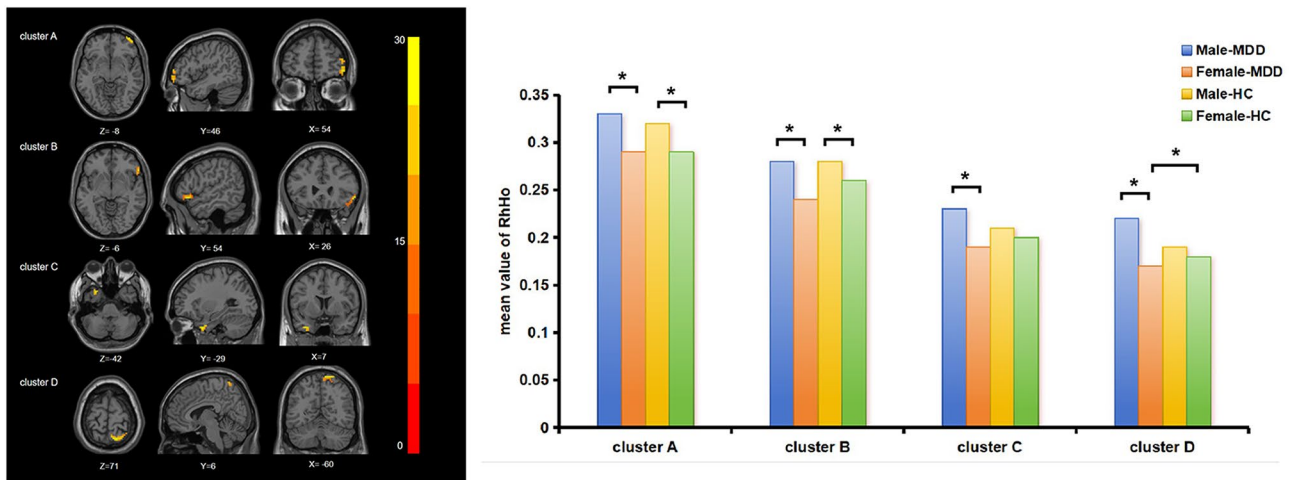 cluster A
30
Z= -8
Y=46
X= 54
cluster B
15
Z= -6
Y= 54
X= 26
cluster C
Z=-42
Y= -29
X=7
cluster D
0
Z=71
Y=6
X= -60
Male-MDD
Female-MDD
Male-HC
Female-HC
mean value of RhHo
0.35
0.3
0.25
0.2
0.15
0.1
0.05
0
* *
* *
*
* *
cluster A
cluster B
cluster C
cluster D